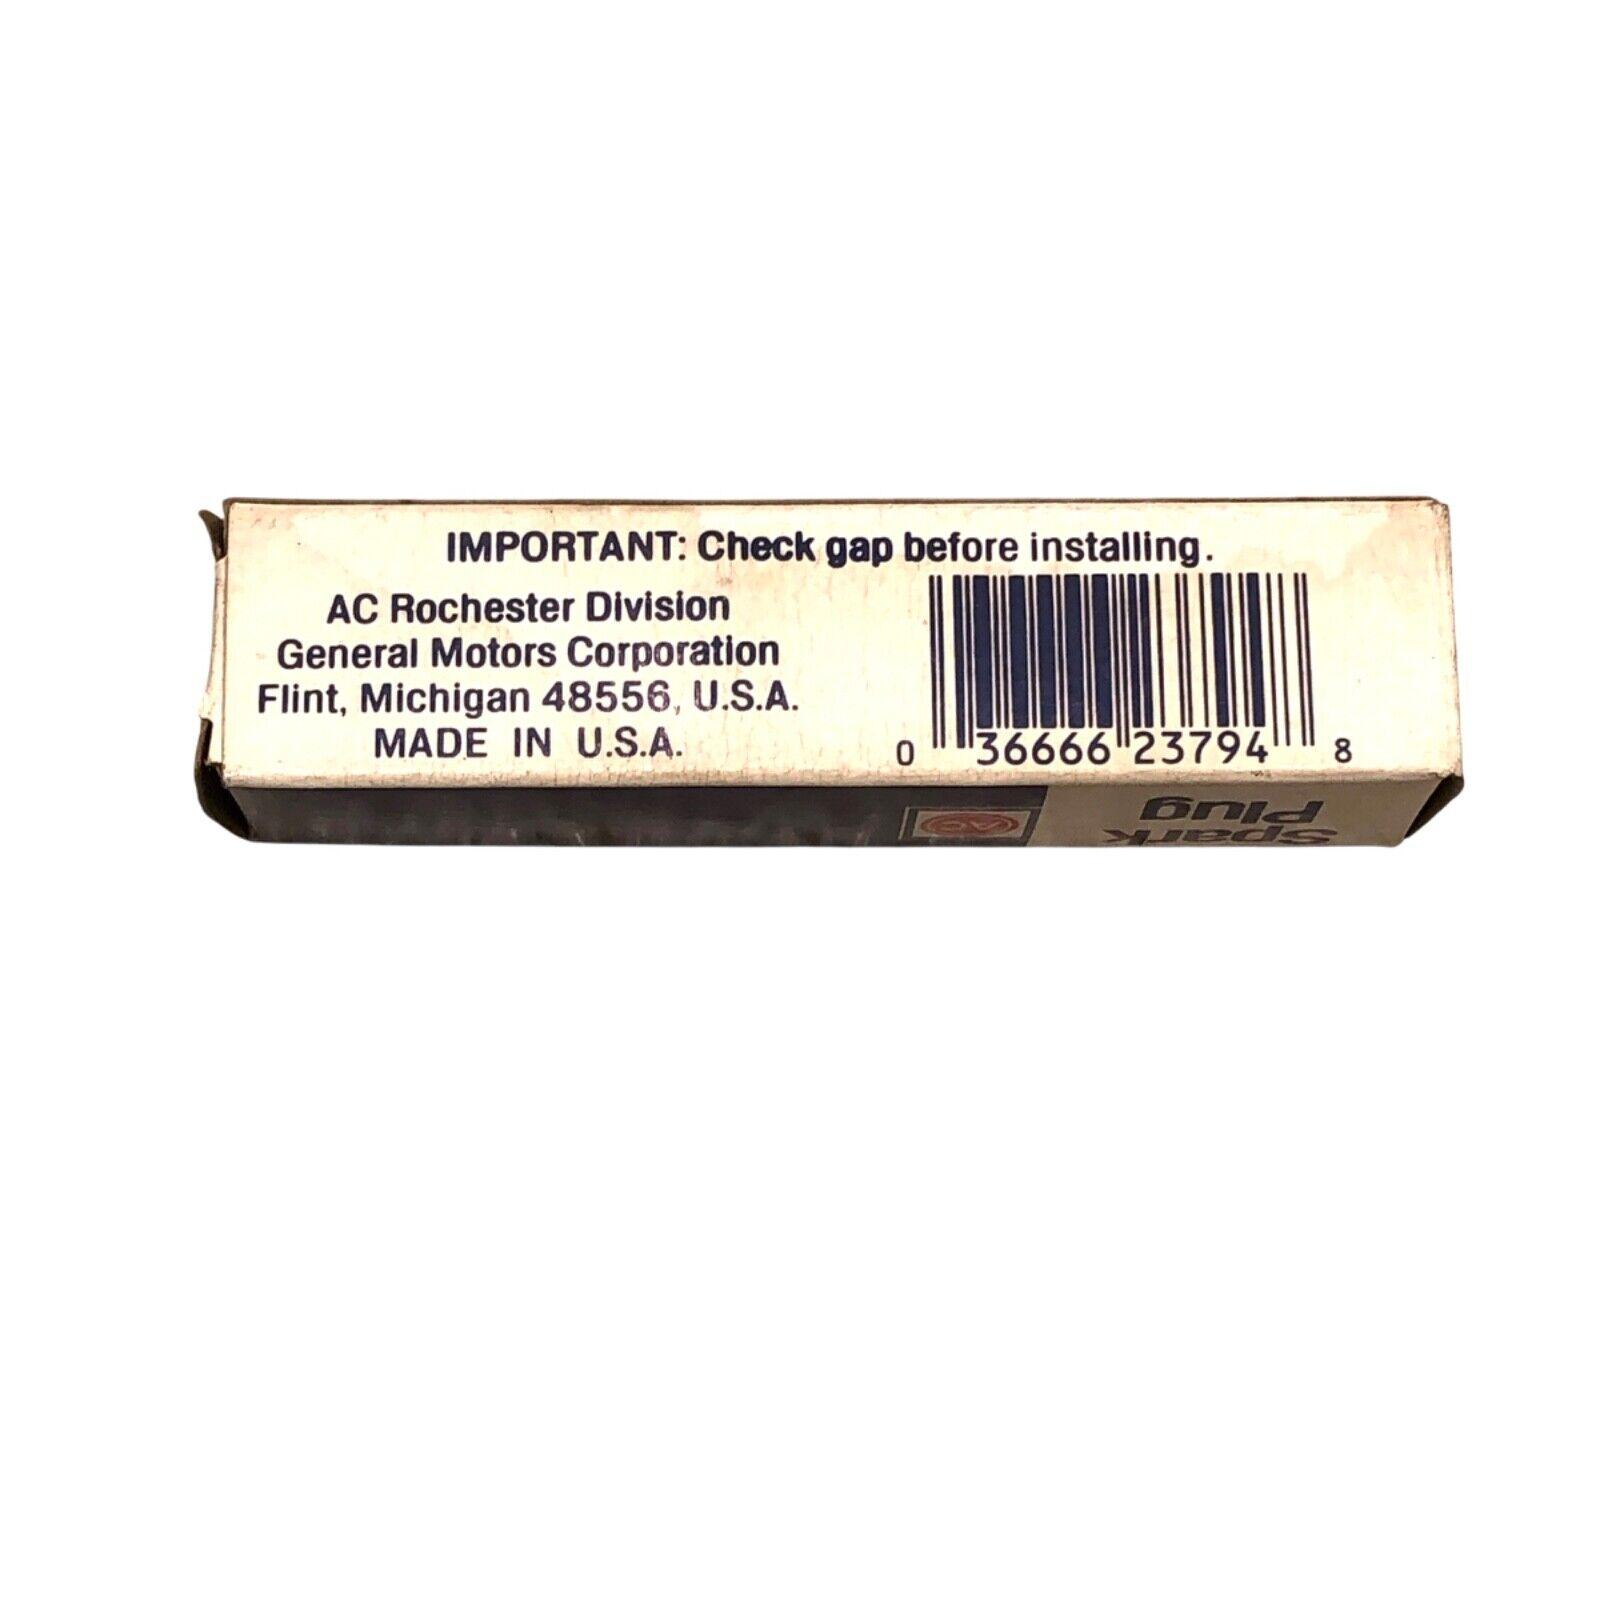 IMPORTANT: Check gap before installing.
AC Rochester Division
General Motors Corporation
Flint, Michigan 48556, U.S.A.
MADE IN U.S.A.
0 36666 23794 8
AC
Spark
Plug